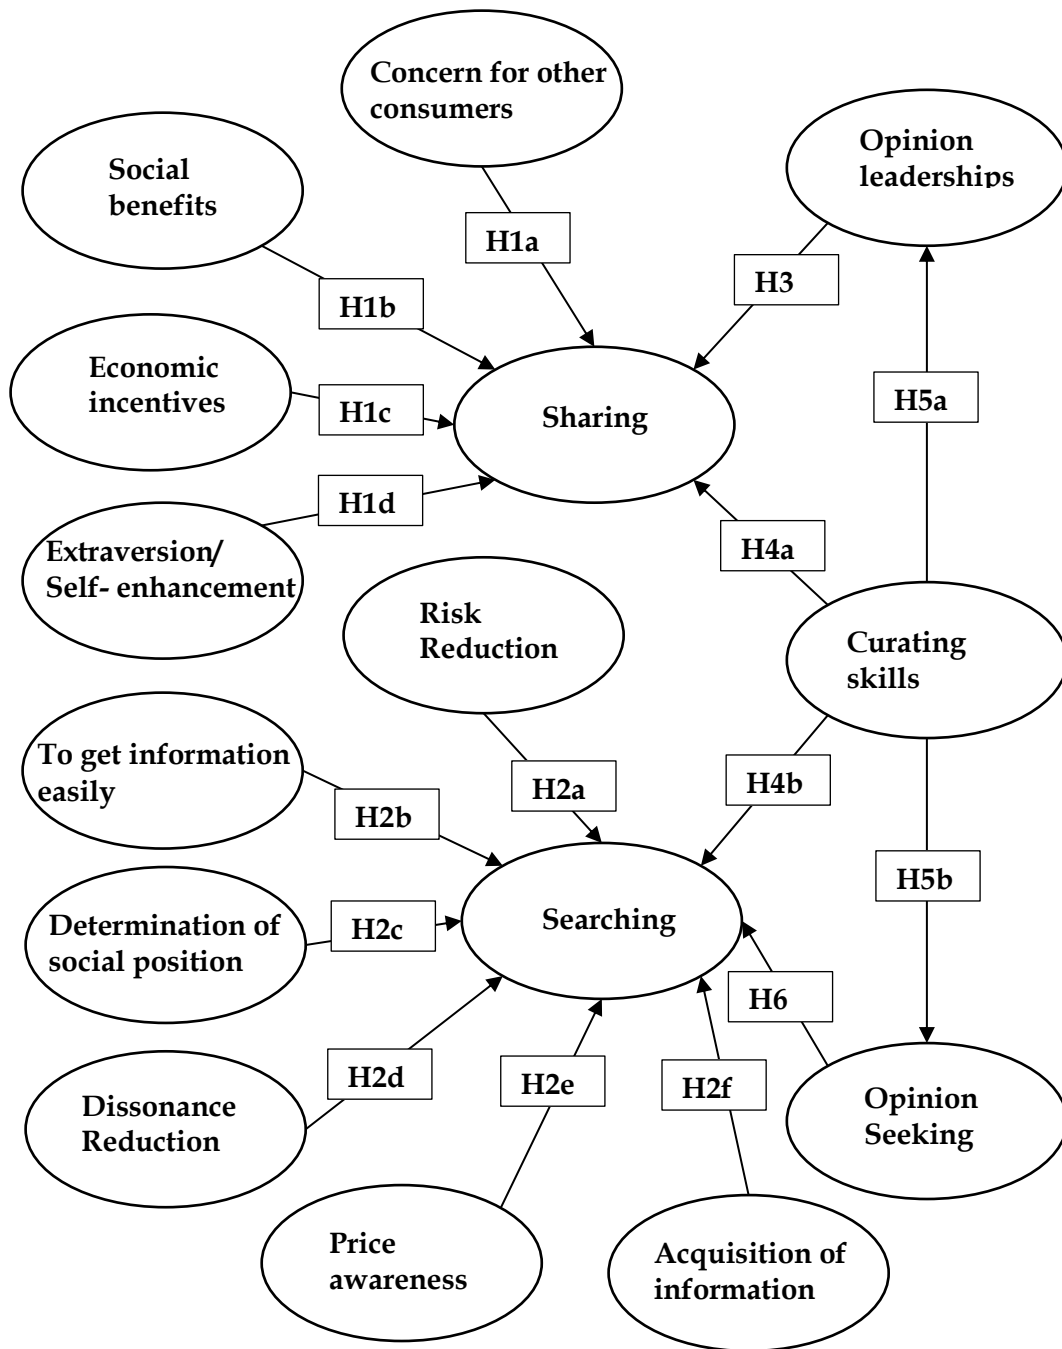 Concern for other
consumers
Opinion
leaderships
Social
benefits
H1a
H3
H1b
Economic
incentives
H1c
Sharing
H5a
H1d
Extraversion/
Self- enhancement
H4a
Risk
Reduction
Curating
skills
To get information
easily
H2a
H4b
H2b
H5b
Determination of
social position
H2c
Searching
H6
Dissonance
Reduction
H2d
H2e
H2f
Opinion
Seeking
Price
awareness
Acquisition of
information